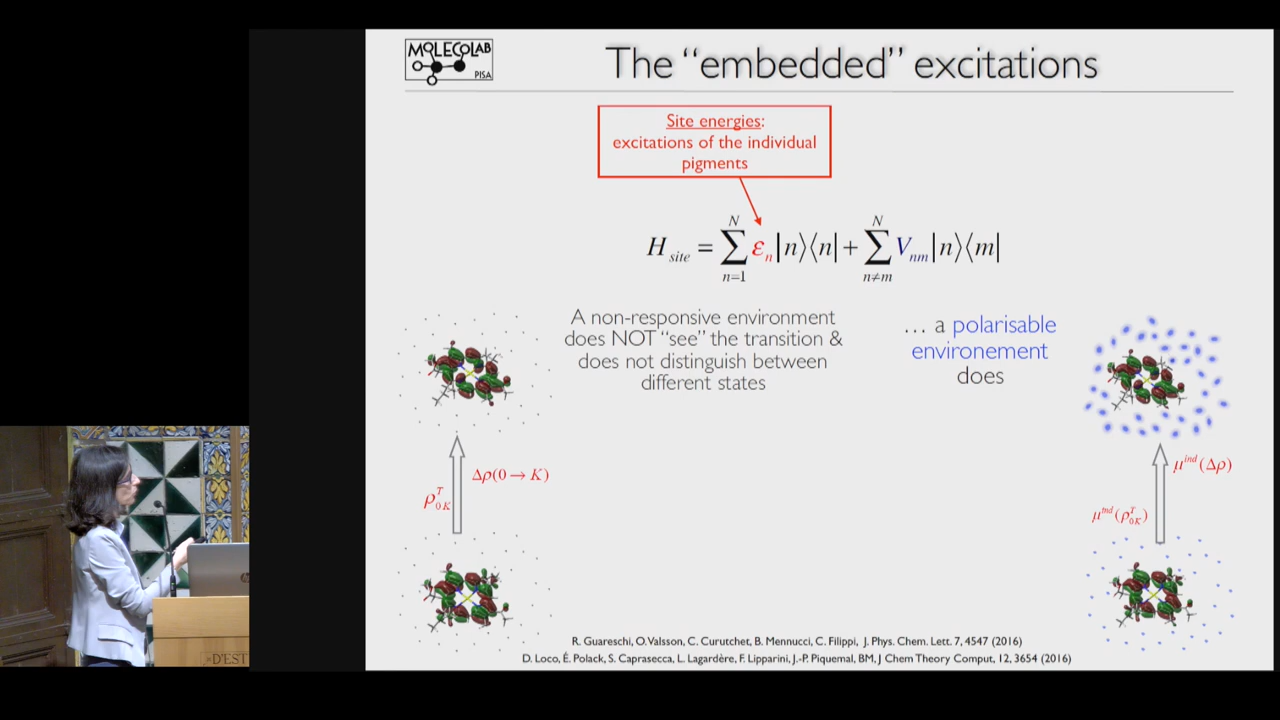 MOLECOLAB
PISA
The “embedded” excitations
Site energies:
excitations of the individual
pigments
H_site = ∑_{n=1}^{N} ε_n |n⟩⟨n| + ∑_{n≠m}^{N} V_nm |n⟩⟨m|
A non-responsive environment
does NOT “see” the transition &
does not distinguish between
different states
… a polarisable
environement
does
Δρ(0 → K)
ρ^T_0K
μ^ind(Δρ)
μ^ind(ρ^T_0K)
R. Guareschi, O. Valsson, C. Curutchet, B. Mennucci, C. Filippi, J. Phys. Chem. Lett. 7, 4547 (2016)
D. Loco, É. Polack, S. Caprasecca, L. Lagardère, F. Lipparini, J.-P. Piquemal, BM, J Chem Theory Comput, 12, 3654 (2016)
D'EST